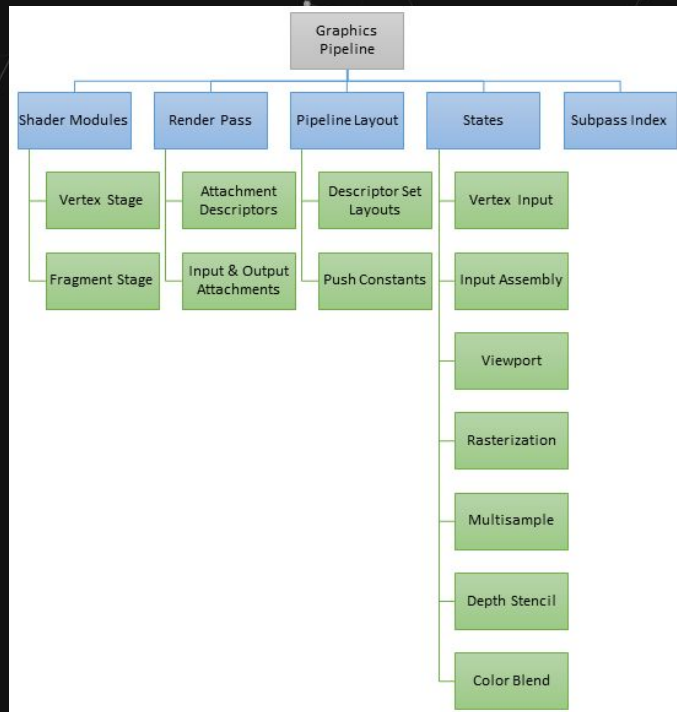 Graphics
Pipeline
Shader Modules
Render Pass
Pipeline Layout
States
Subpass Index
Vertex Stage
Attachment
Descriptors
Descriptor Set
Layouts
Vertex Input
Fragment Stage
Input & Output
Attachments
Push Constants
Input Assembly
Viewport
Rasterization
Multisample
Depth Stencil
Color Blend